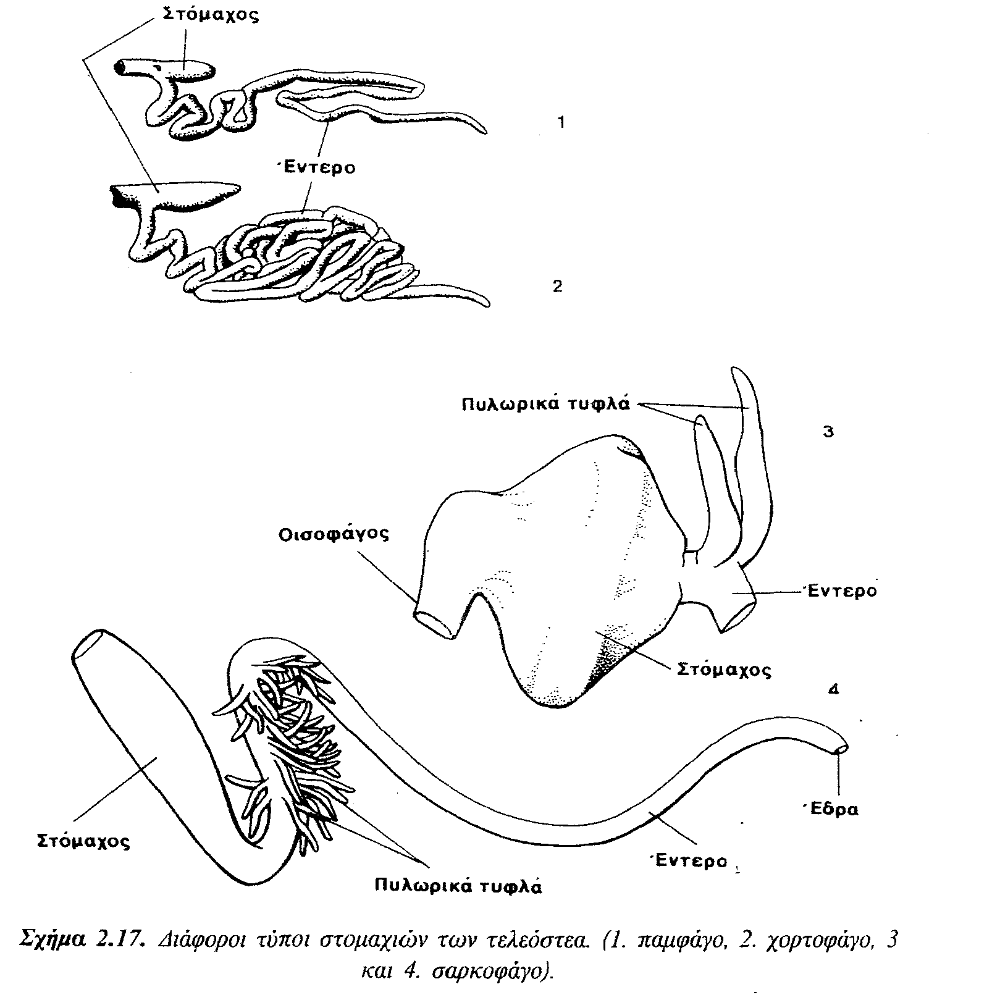 Στόμαχος
1
Έντερο
2
Πυλωρικά τυφλά
3
Οισοφάγος
Έντερο
Στόμαχος
4
Έδρα
Στόμαχος
Έντερο
Πυλωρικά τυφλά
Σχήμα 2.17. Διάφοροι τύποι στομαχιών των τελεόστεα. (1. παμφάγο, 2. χορτοφάγο, 3
και 4. σαρκοφάγο).